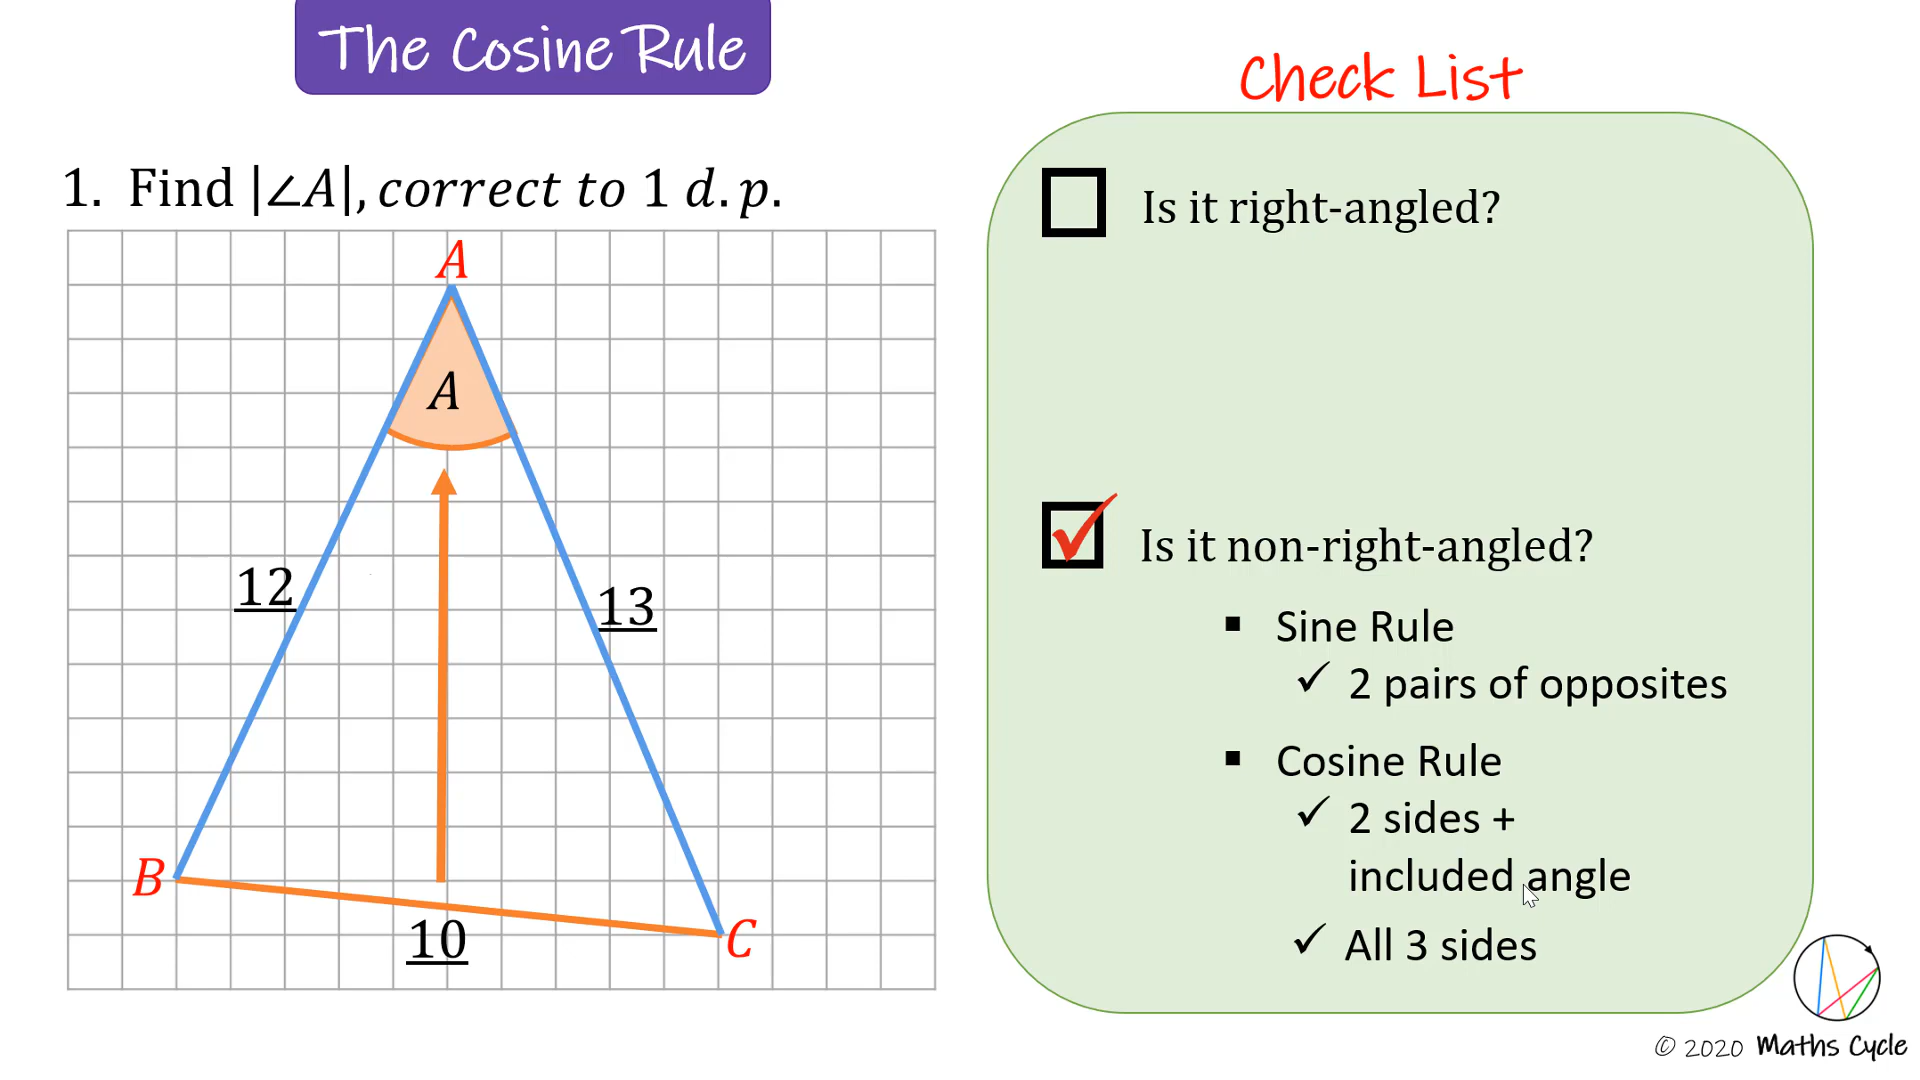 The Cosine Rule
1. Find |∠A|, correct to 1 d.p.
A
A
12
13
B
10
C
Check List
Is it right-angled?
Is it non-right-angled?
▪ Sine Rule
✓ 2 pairs of opposites
▪ Cosine Rule
✓ 2 sides +
included angle
✓ All 3 sides
© 2020 Maths Cycle